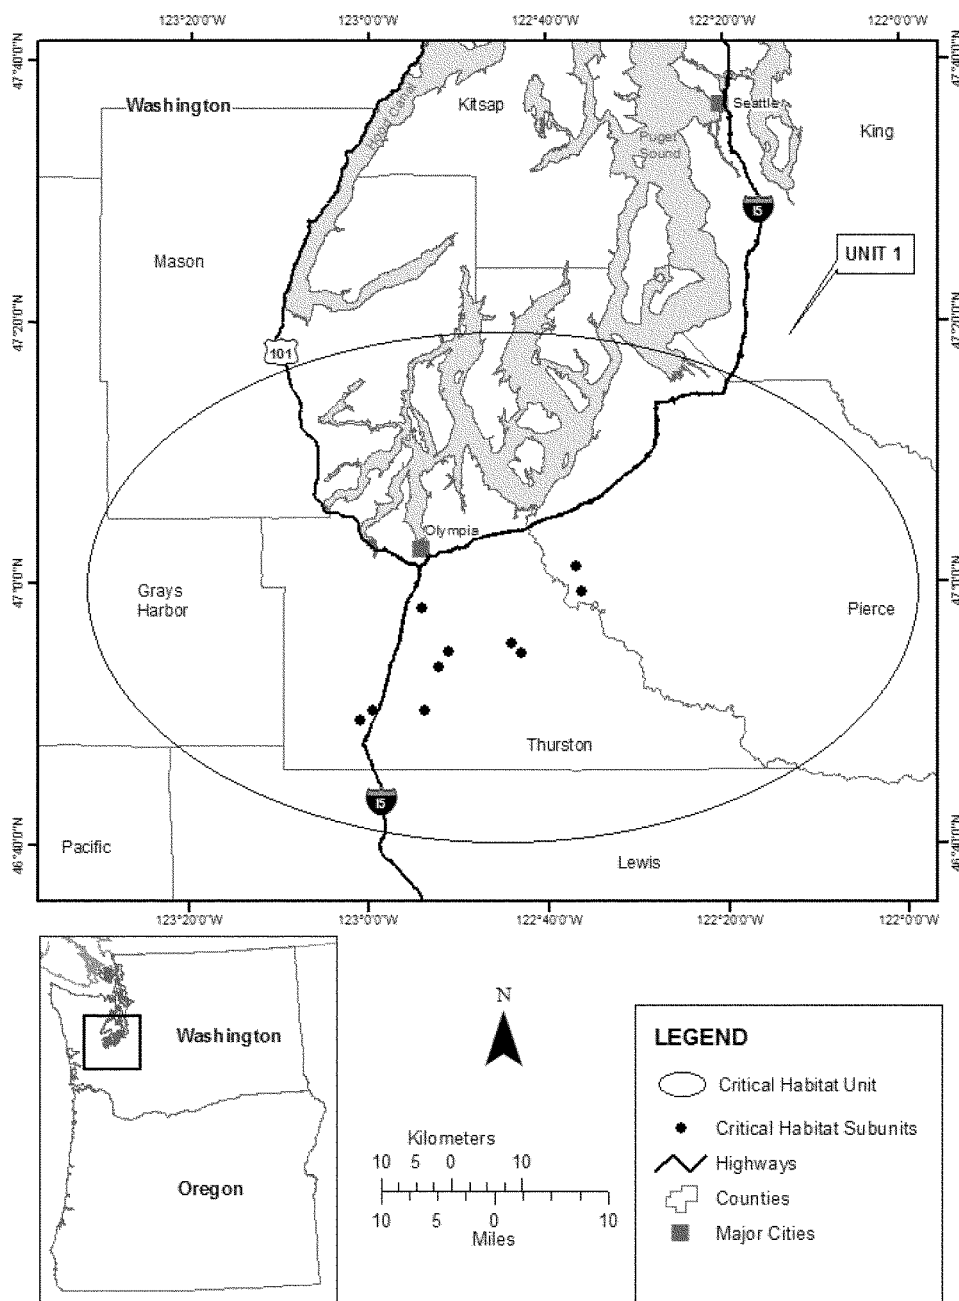 123°20'0"W 123°0'0"W 122°40'0"W 122°20'0"W 122°0'0"W
47°40'0"N
47°40'0"N
Washington
Hood Canal
Kitsap
Seattle
King
Puget
Sound
I5
Mason
UNIT 1
47°20'0"N
47°20'0"N
101
Olympia
47°0'0"N
47°0'0"N
Grays
Harbor
Pierce
Thurston
I5
46°40'0"N
46°40'0"N
Pacific
Lewis
123°20'0"W 123°0'0"W 122°40'0"W 122°20'0"W 122°0'0"W
Washington
Oregon
N
Kilometers
10 5 0 10
10 5 0 10
Miles
LEGEND
Critical Habitat Unit
Critical Habitat Subunits
Highways
Counties
Major Cities